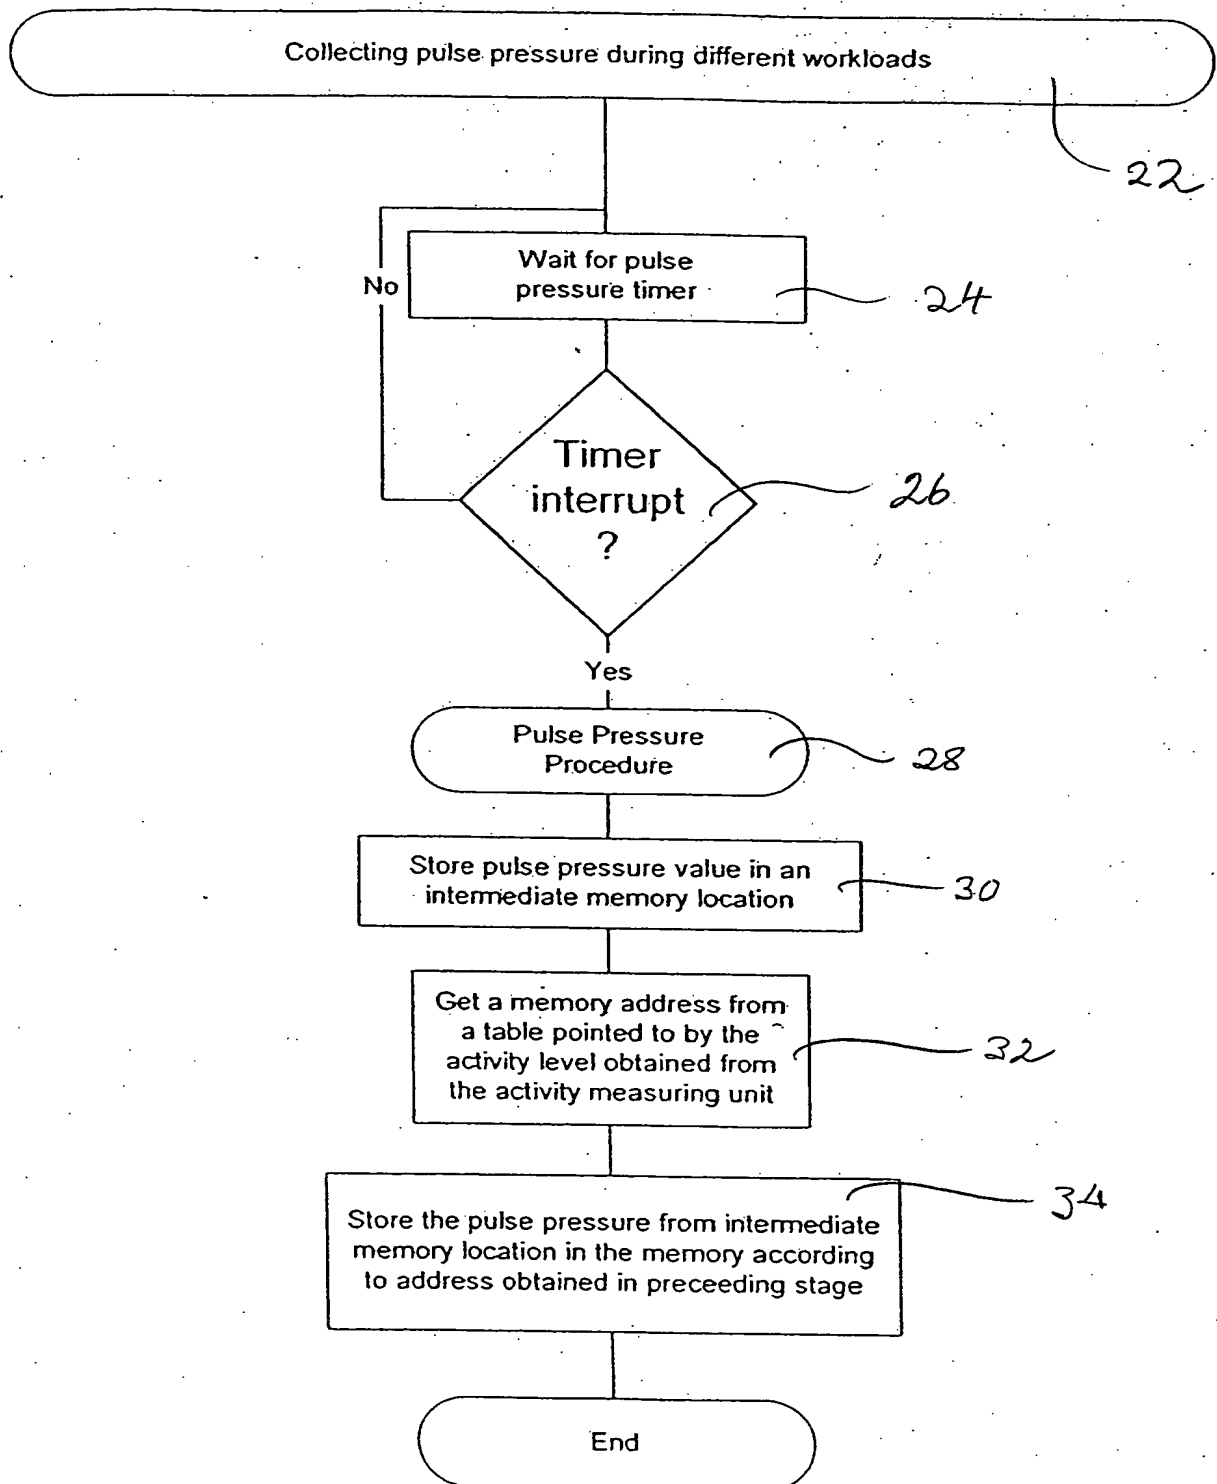 Collecting pulse pressure during different workloads
22
Wait for pulse
pressure timer
24
No
Timer
interrupt
?
26
Yes
Pulse Pressure
Procedure
28
Store pulse pressure value in an
intermediate memory location
30
Get a memory address from
a table pointed to by the
activity level obtained from
the activity measuring unit
32
34
Store the pulse pressure from intermediate
memory location in the memory according
to address obtained in preceeding stage
End